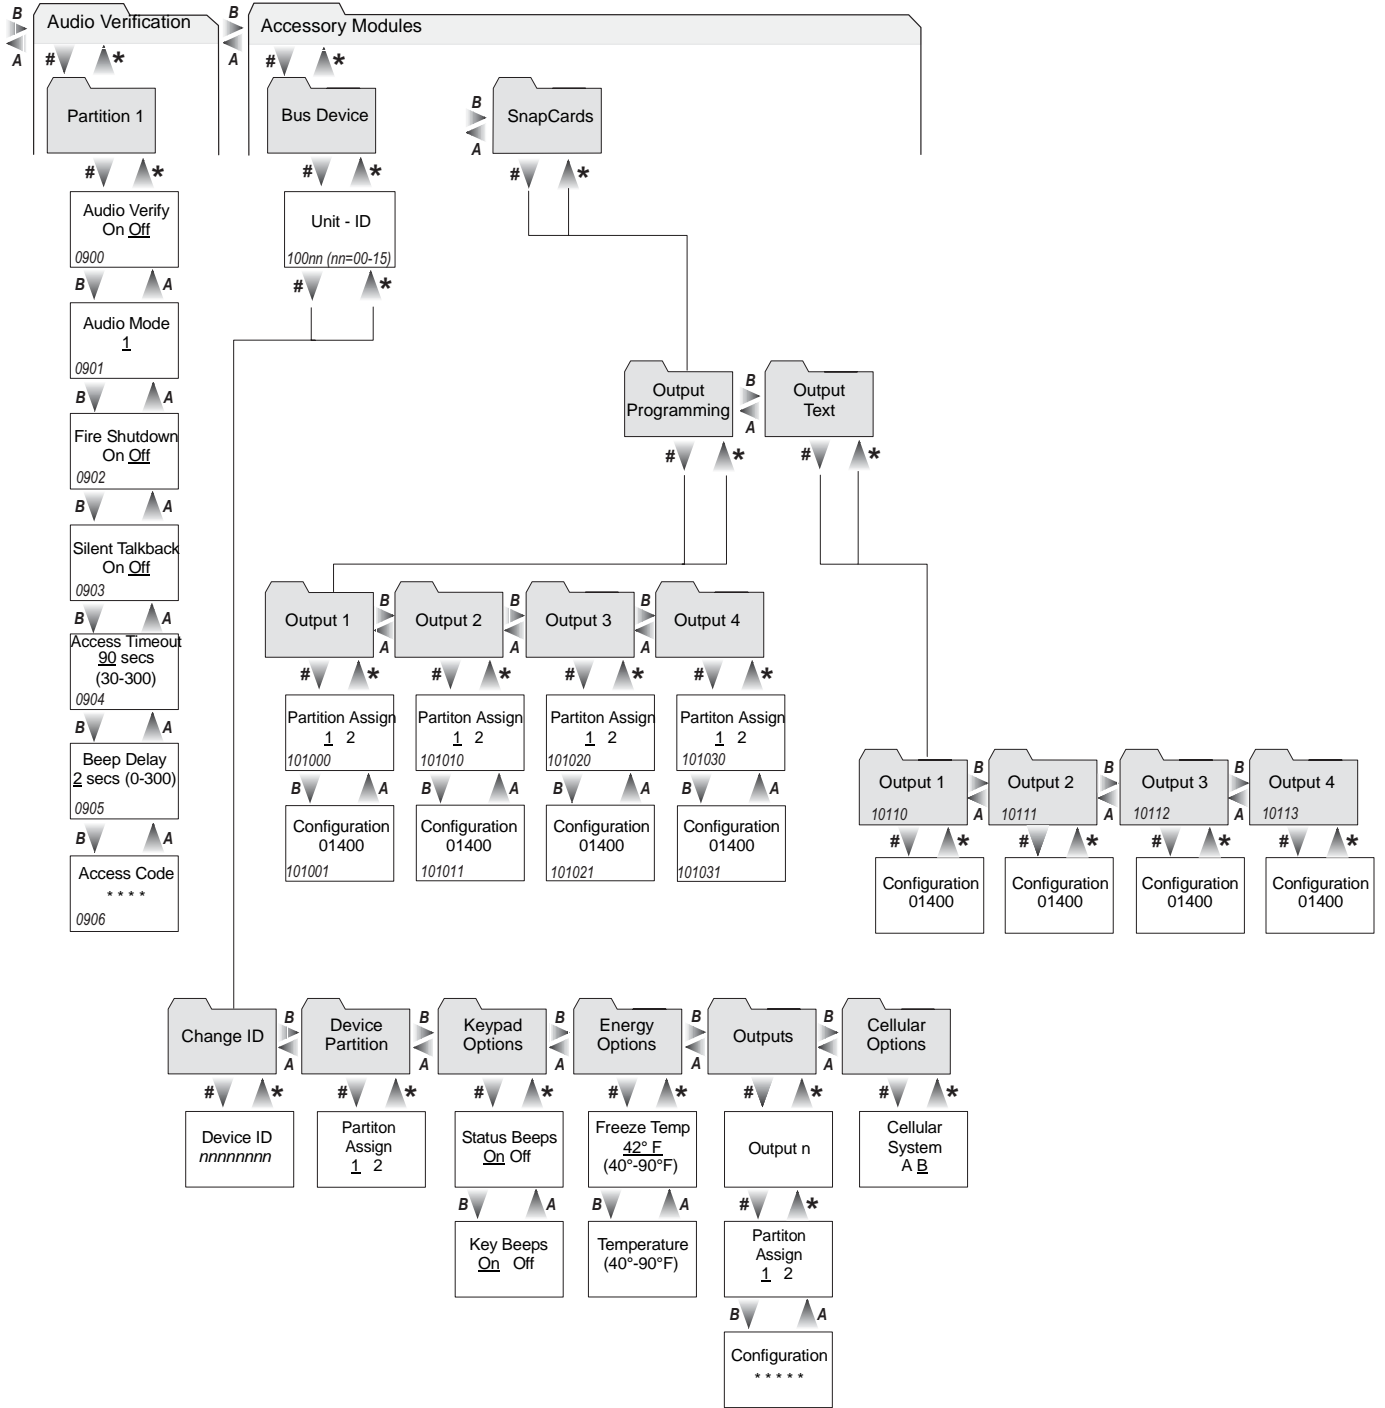 B
A
Audio Verification
B
A
Accessory Modules
# *
# *
Partition 1
Bus Device
B
A
SnapCards
# *
# *
# *
Audio Verify
On Off
0900
Unit - ID
100nn (nn=00-15)
B A
# *
Audio Mode
1
0901
B A
Fire Shutdown
On Off
0902
Output
Programming
B
A
Output
Text
# *
# *
B A
Silent Talkback
On Off
0903
B A
Access Timeout
90 secs
(30-300)
0904
B A
Beep Delay
2 secs (0-300)
0905
B A
Access Code
* * * *
0906
Output 1
B
A
Output 2
B
A
Output 3
B
A
Output 4
# *
# *
# *
# *
Partition Assign
1 2
101000
Partiton Assign
1 2
101010
Partition Assign
1 2
101020
Partiton Assign
1 2
101030
B A
B A
B A
B A
Configuration
01400
101001
Configuration
01400
101011
Configuration
01400
101021
Configuration
01400
101031
Output 1
10110
B
A
Output 2
10111
B
A
Output 3
10112
B
A
Output 4
10113
# *
# *
# *
# *
Configuration
01400
Configuration
01400
Configuration
01400
Configuration
01400
Change ID
B
A
Device
Partition
B
A
Keypad
Options
B
A
Energy
Options
B
A
Outputs
B
A
Cellular
Options
# *
# *
# *
# *
# *
# *
Device ID
nnnnnnnn
Partiton
Assign
1 2
Status Beeps
On Off
Freeze Temp
42° F
(40°-90°F)
Output n
Cellular
System
A B
B A
B A
# *
Key Beeps
On Off
Temperature
(40°-90°F)
Partiton
Assign
1 2
B A
Configuration
* * * * *